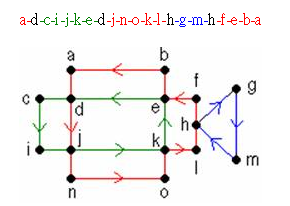 a-d-c-i-j-k-e-d-j-n-o-k-l-h-g-m-h-f-e-b-a
a b
c d e f g
h
i j k l m
n o